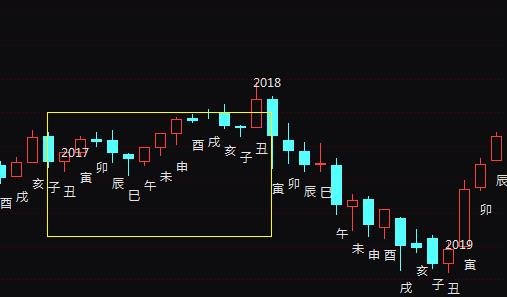 2018
2017
2019
酉
戌
亥
子
丑
寅
卯
辰
巳
午
未
申
酉
戌
亥
子
丑
寅
卯
辰
巳
午
未
申
酉
戌
亥
子
丑
寅
卯
辰